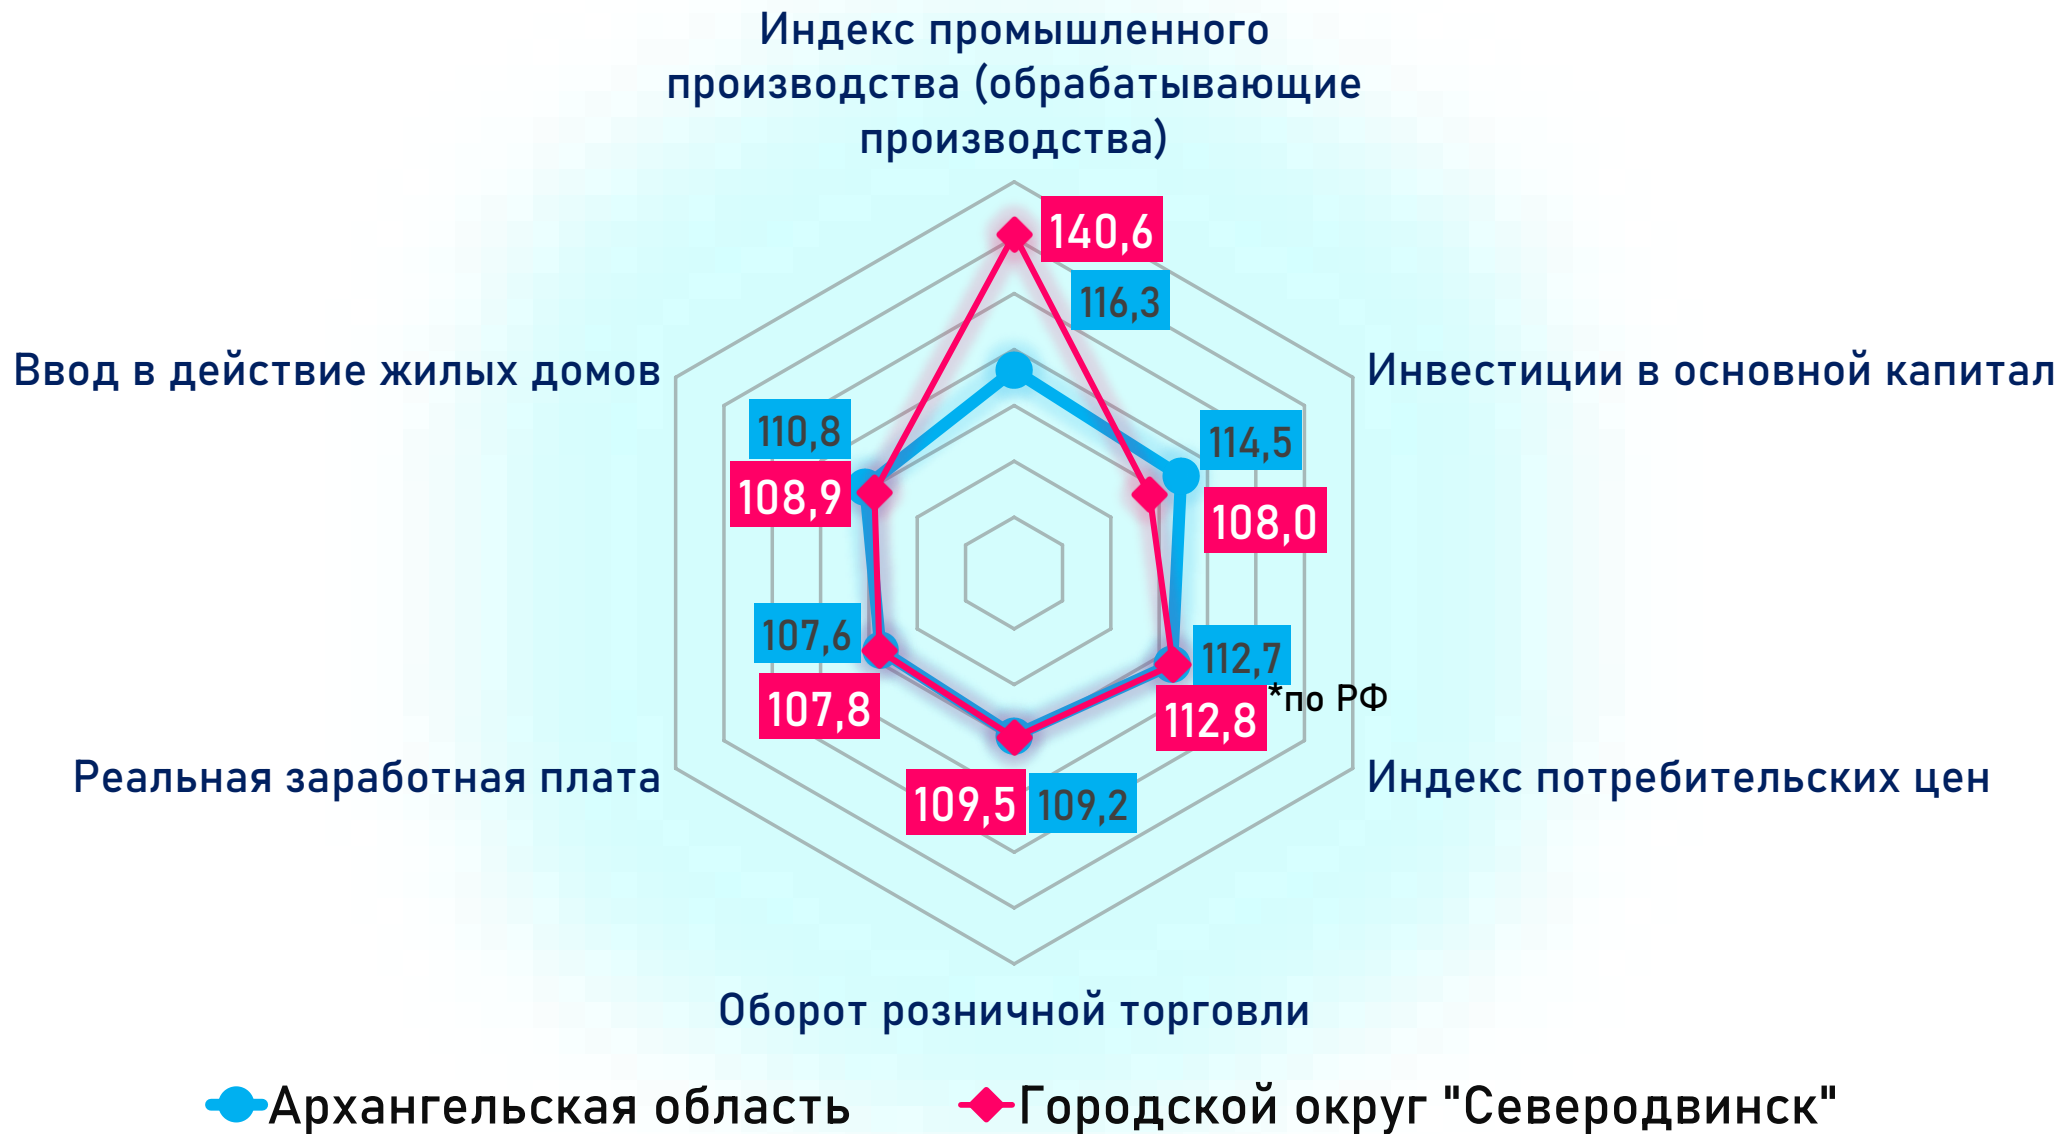 Индекс промышленного
производства (обрабатывающие
производства)
140,6
116,3
Ввод в действие жилых домов
Инвестиции в основной капитал
110,8
114,5
108,9
108,0
107,6
112,7
*по РФ
107,8
112,8
Реальная заработная плата
Индекс потребительских цен
109,5
109,2
Оборот розничной торговли
Архангельская область
Городской округ "Северодвинск"